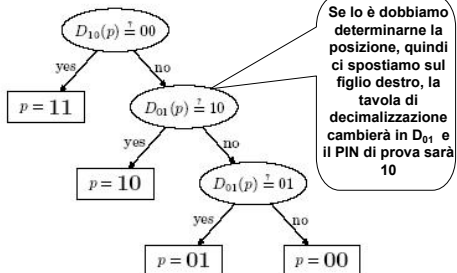 Se lo è dobbiamo
determinarne la
posizione, quindi
ci spostiamo sul
figlio destro, la
tavola di
decimalizzazione
cambierà in D₀₁ e
il PIN di prova sarà
10
D₁₀(p) ≟ 00
yes
no
p = 11
D₀₁(p) ≟ 10
yes
no
p = 10
D₀₁(p) ≟ 01
yes
no
p = 01
p = 00